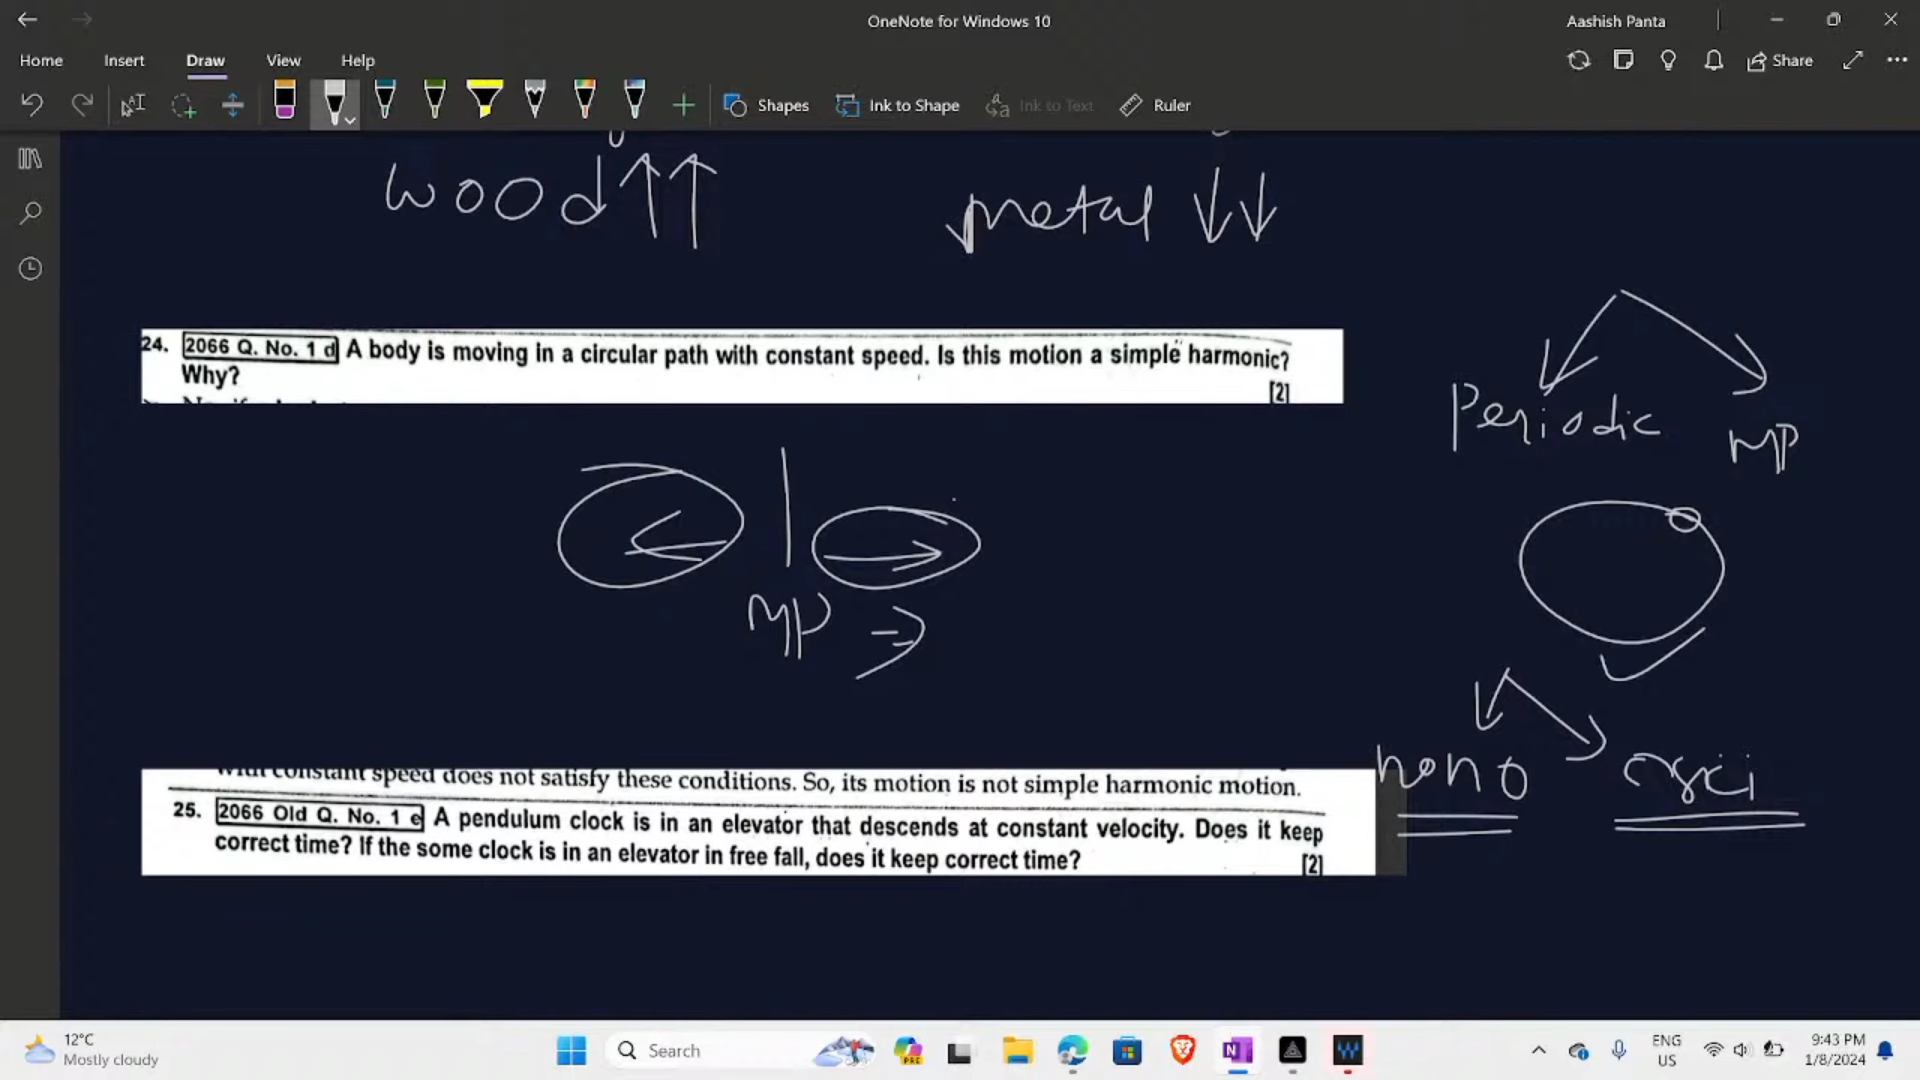 OneNote for Windows 10
Aashish Panta
Home Insert Draw View Help
Share
Shapes Ink to Shape Ink to Text Ruler
wood metal
24. 2066 Q. No. 1 d A body is moving in a circular path with constant speed. Is this motion a simple harmonic?
Why? [2]
Periodic MP
MP
with constant speed does not satisfy these conditions. So, its motion is not simple harmonic motion.
25. 2066 Old Q. No. 1 e A pendulum clock is in an elevator that descends at constant velocity. Does it keep
correct time? If the some clock is in an elevator in free fall, does it keep correct time? [2]
12°C
Mostly cloudy
Search
PRE
ENG
US
9:43 PM
1/8/2024